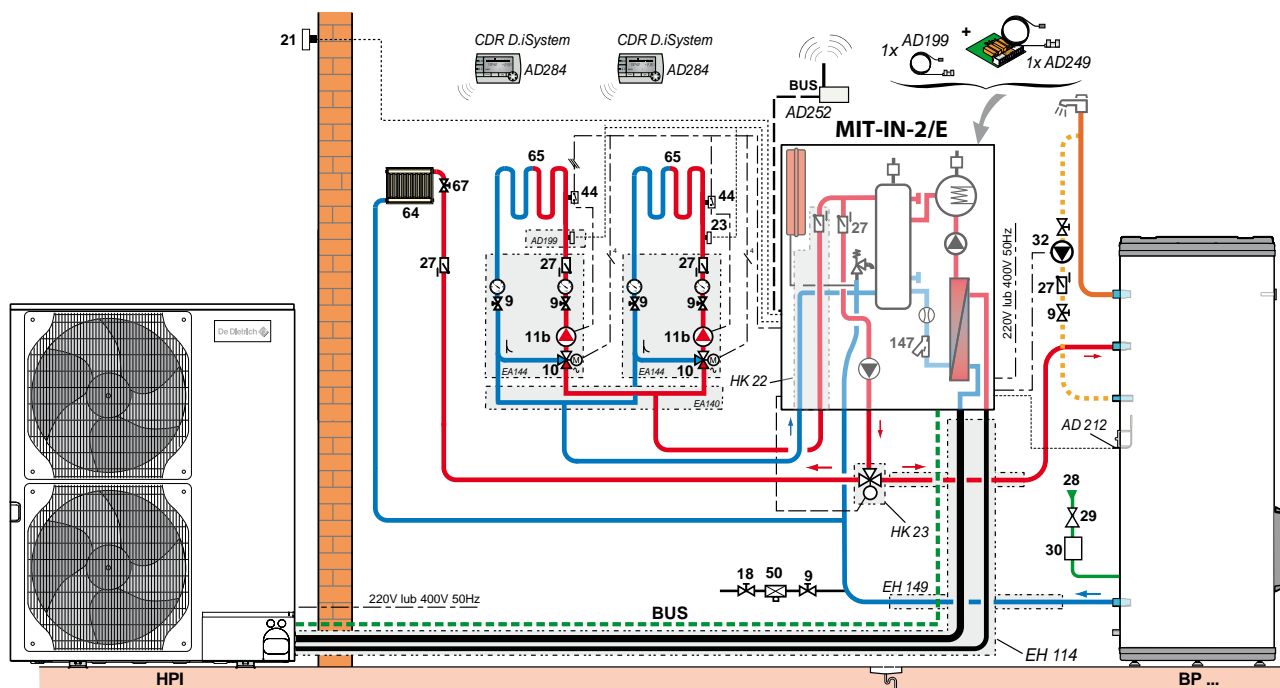 21
CDR D.iSystem
AD284
CDR D.iSystem
AD284
BUS
AD252
1x AD199
+
1x AD249
MIT-IN-2/E
65
65
67
64
44
44
23
AD199
27
27
27
27
9
9
9
9
11b
11b
M
M
10
10
EA144
EA144
EA140
4
4
147
HK 22
HK 23
220V lub 400V 50Hz
32
27
9
AD 212
28
29
30
De Dietrich
18
50
9
EH 149
220V lub 400V 50Hz
BUS
EH 114
HPI
BP ...